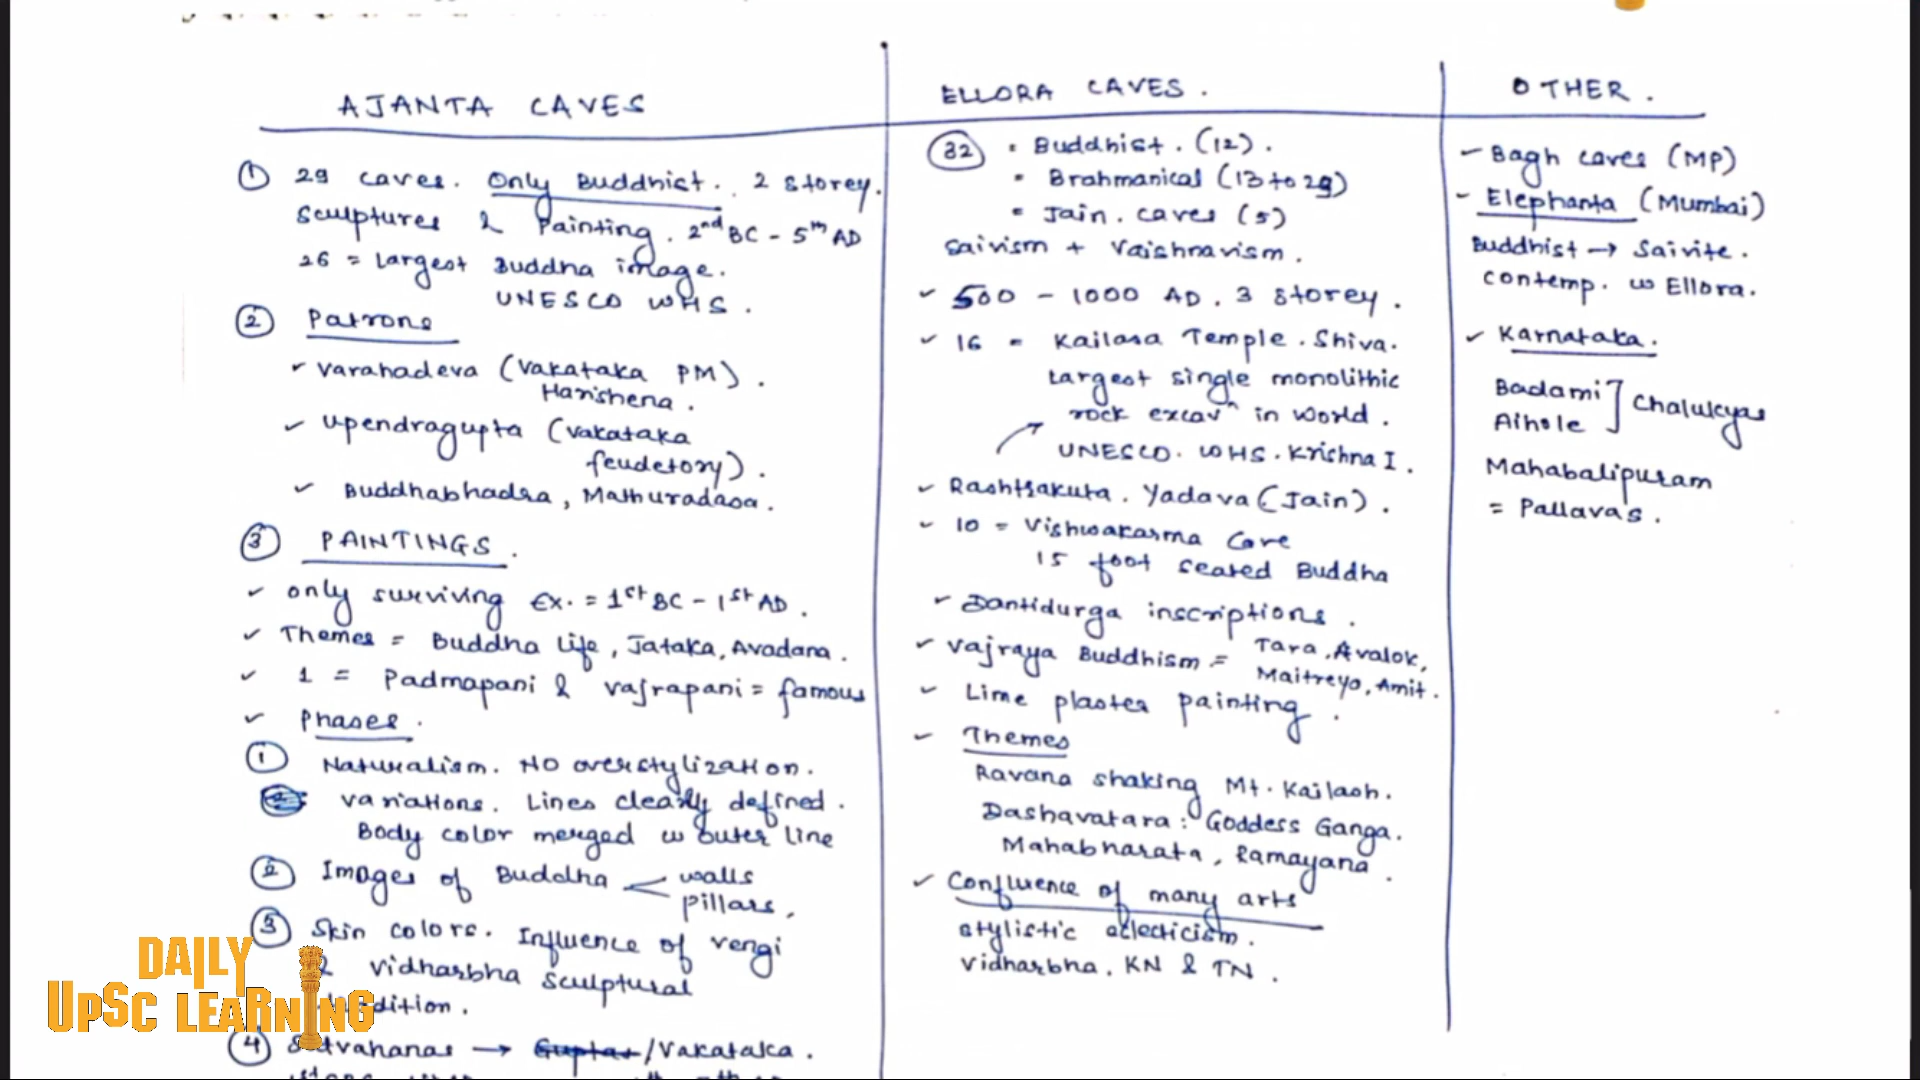 AJANTA CAVES
① 29 caves. Only Buddhist. 2 storey.
Sculptures & Painting. 2nd BC - 5th AD
26 = Largest Buddha image.
UNESCO WHS.
② Patrons
✓ Varahadeva (Vakataka PM).
Harishena.
✓ Upendragupta (Vakataka
feudetory).
✓ Buddhabhadra, Mathuradasa.
③ PAINTINGS.
✓ only surviving Ex. = 1st BC - 1st AD.
✓ Themes = Buddha Life, Jataka, Avadana.
✓ 1 = Padmapani & Vajrapani = famous
✓ Phases.
① Naturalism. No overstylization.
variations. Lines clearly defined.
Body color merged w outer line
② Images of Buddha < walls
pillars,
③ Skin colors. Influence of vengi
& Vidharbha sculptural
④ → Guptas/Vakataka.
ELLORA CAVES.
32 • Buddhist. (12).
• Brahmanical (13 to 29)
• Jain. caves (5)
Saivism + Vaishnavism.
✓ 500 - 1000 AD. 3 storey.
✓ 16 = Kailasa Temple. Shiva.
Largest single monolithic
rock excavn in world.
UNESCO. WHS. Krishna I.
✓ Rashtrakuta. Yadava (Jain).
✓ 10 = Vishwakarma Cave
15 foot seated Buddha
✓ Dantidurga inscriptions.
✓ Vajraya Buddhism = Tara, Avalok,
Maitreya, Amit.
✓ Lime plaster painting.
✓ Themes
Ravana shaking Mt. Kailash.
Dashavatara: Goddess Ganga.
Mahabharata, Ramayana.
✓ Confluence of many arts
stylistic eclecticism.
Vidharbha, KN & TN.
OTHER.
- Bagh caves (MP)
- Elephanta (Mumbai)
Buddhist → Saivite.
contemp. w Ellora.
✓ Karnataka.
Badami ] Chalukyas
Aihole
Mahabalipuram
= Pallavas.
DAILY
UPSC LEARNING